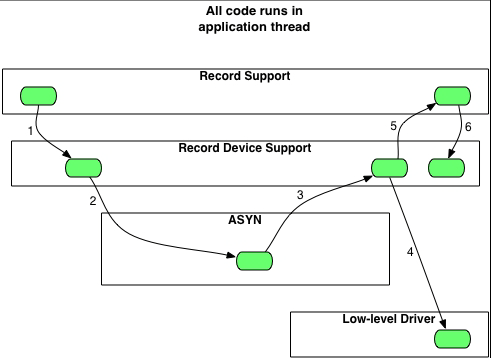 All code runs in
application thread
Record Support
1
5
6
Record Device Support
2
3
ASYN
4
Low-level Driver